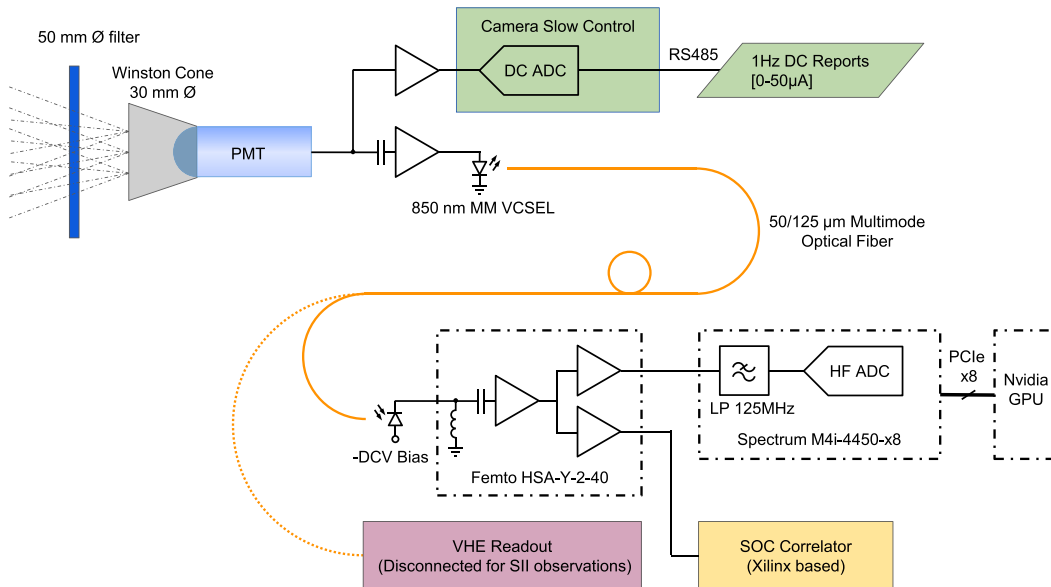 50 mm Ø filter
Winston Cone
30 mm Ø
PMT
Camera Slow Control
DC ADC
RS485
1Hz DC Reports
[0-50µA]
850 nm MM VCSEL
50/125 µm Multimode
Optical Fiber
-DCV Bias
Femto HSA-Y-2-40
LP 125MHz
HF ADC
Spectrum M4i-4450-x8
PCIe
x8
Nvidia
GPU
VHE Readout
(Disconnected for SII observations)
SOC Correlator
(Xilinx based)